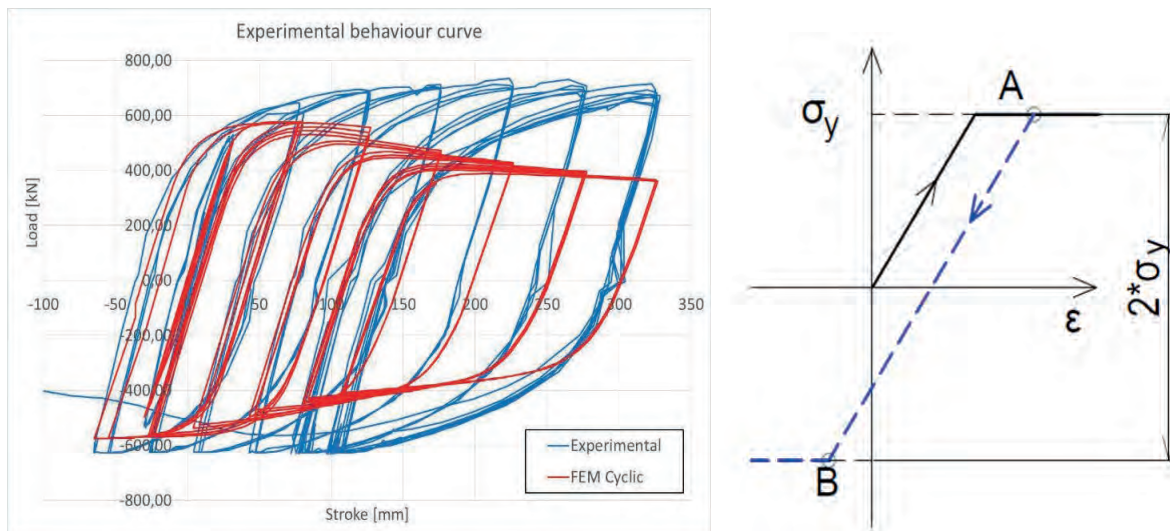 Experimental behaviour curve
800,00
600,00
400,00
200,00
0,00
-200,00
-400,00
-600,00
-800,00
-100 -50 0 50 100 150 200 250 300 350
Load [kN]
Stroke [mm]
Experimental
FEM Cyclic
A
σy
ε
2*σy
B